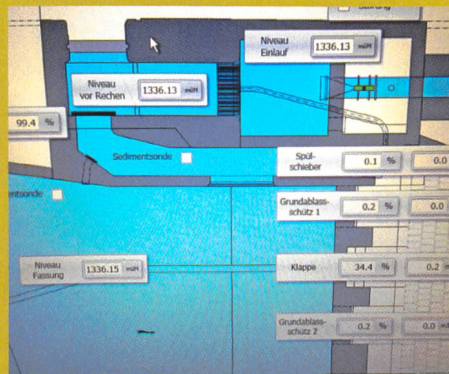 Störung
Niveau
Einlauf
1336.13 müM
Niveau
vor Rechen
1336.13 müM
99.4 %
Sedimentsonde
Spül-
schieber
0.1 %
0.0
entsonde
Grundablass-
schütz 1
0.2 %
0.0
Niveau
Fassung
1336.15 müM
Klappe
34.4 %
0.2
Grundablass-
schütz 2
0.2 %
0.0